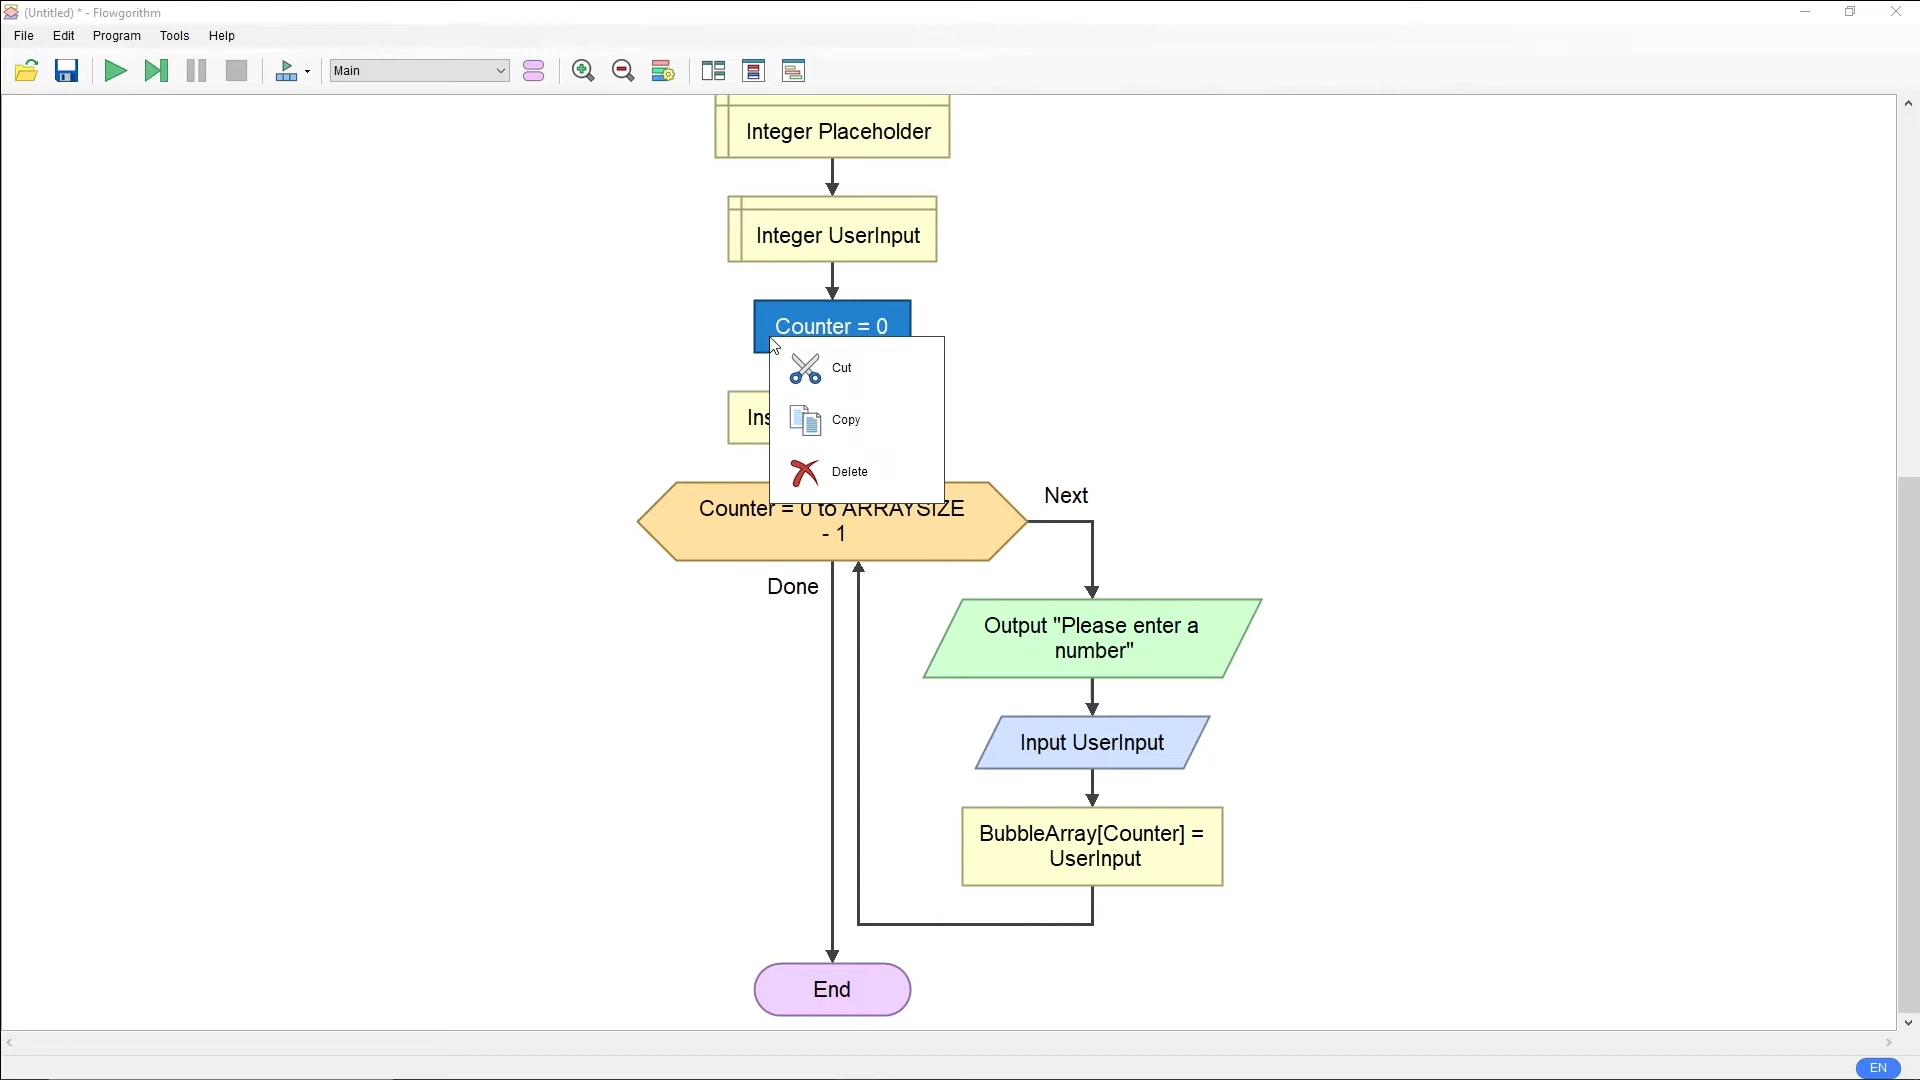 (Untitled) * - Flowgorithm
File Edit Program Tools Help
Main
Integer Placeholder
Integer UserInput
Counter = 0
Cut
Copy
Delete
Counter = 0 to ARRAYSIZE
- 1
Next
Done
Output "Please enter a
number"
Input UserInput
BubbleArray[Counter] =
UserInput
End
EN